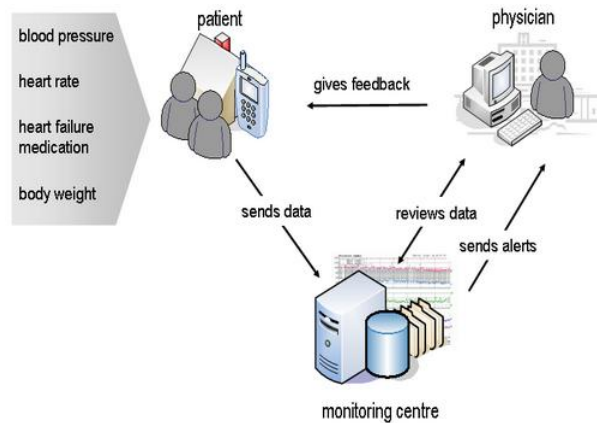 patient
physician
blood pressure
heart rate
heart failure
medication
body weight
gives feedback
sends data
reviews data
sends alerts
monitoring centre